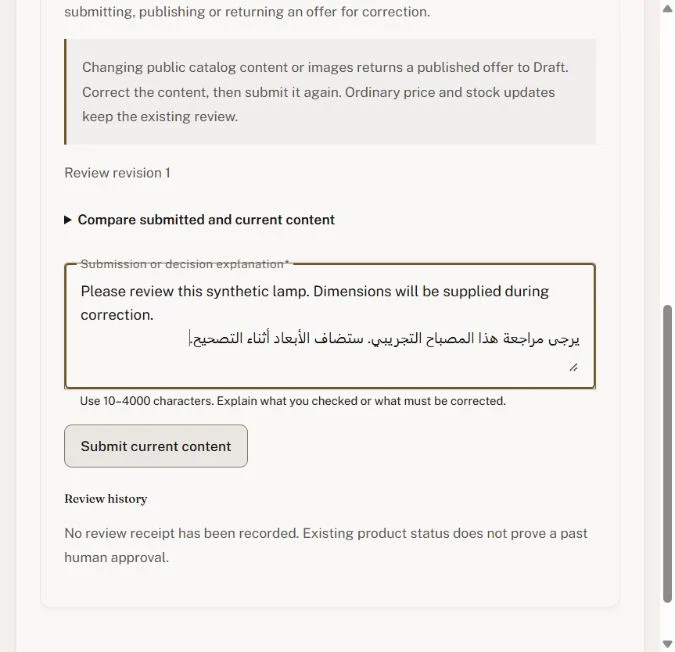 submitting, publishing or returning an offer for correction.
Changing public catalog content or images returns a published offer to Draft.
Correct the content, then submit it again. Ordinary price and stock updates
keep the existing review.
Review revision 1
Compare submitted and current content
Submission or decision explanation*
Please review this synthetic lamp. Dimensions will be supplied during
correction.
يرجى مراجعة هذا المصباح التجريبي. ستضاف الأبعاد أثناء التصحيح.
Use 10–4000 characters. Explain what you checked or what must be corrected.
Submit current content
Review history
No review receipt has been recorded. Existing product status does not prove a past
human approval.